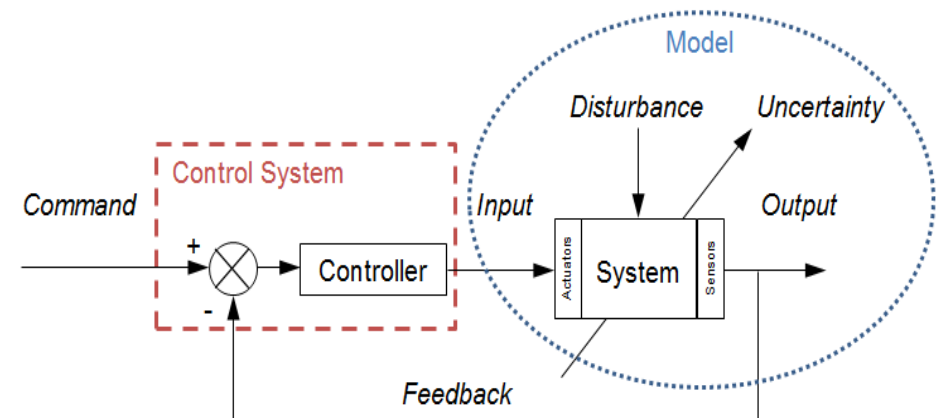 Model
Disturbance
Uncertainty
Control System
Command
Input
Output
+
Controller
Actuators
System
Sensors
-
Feedback